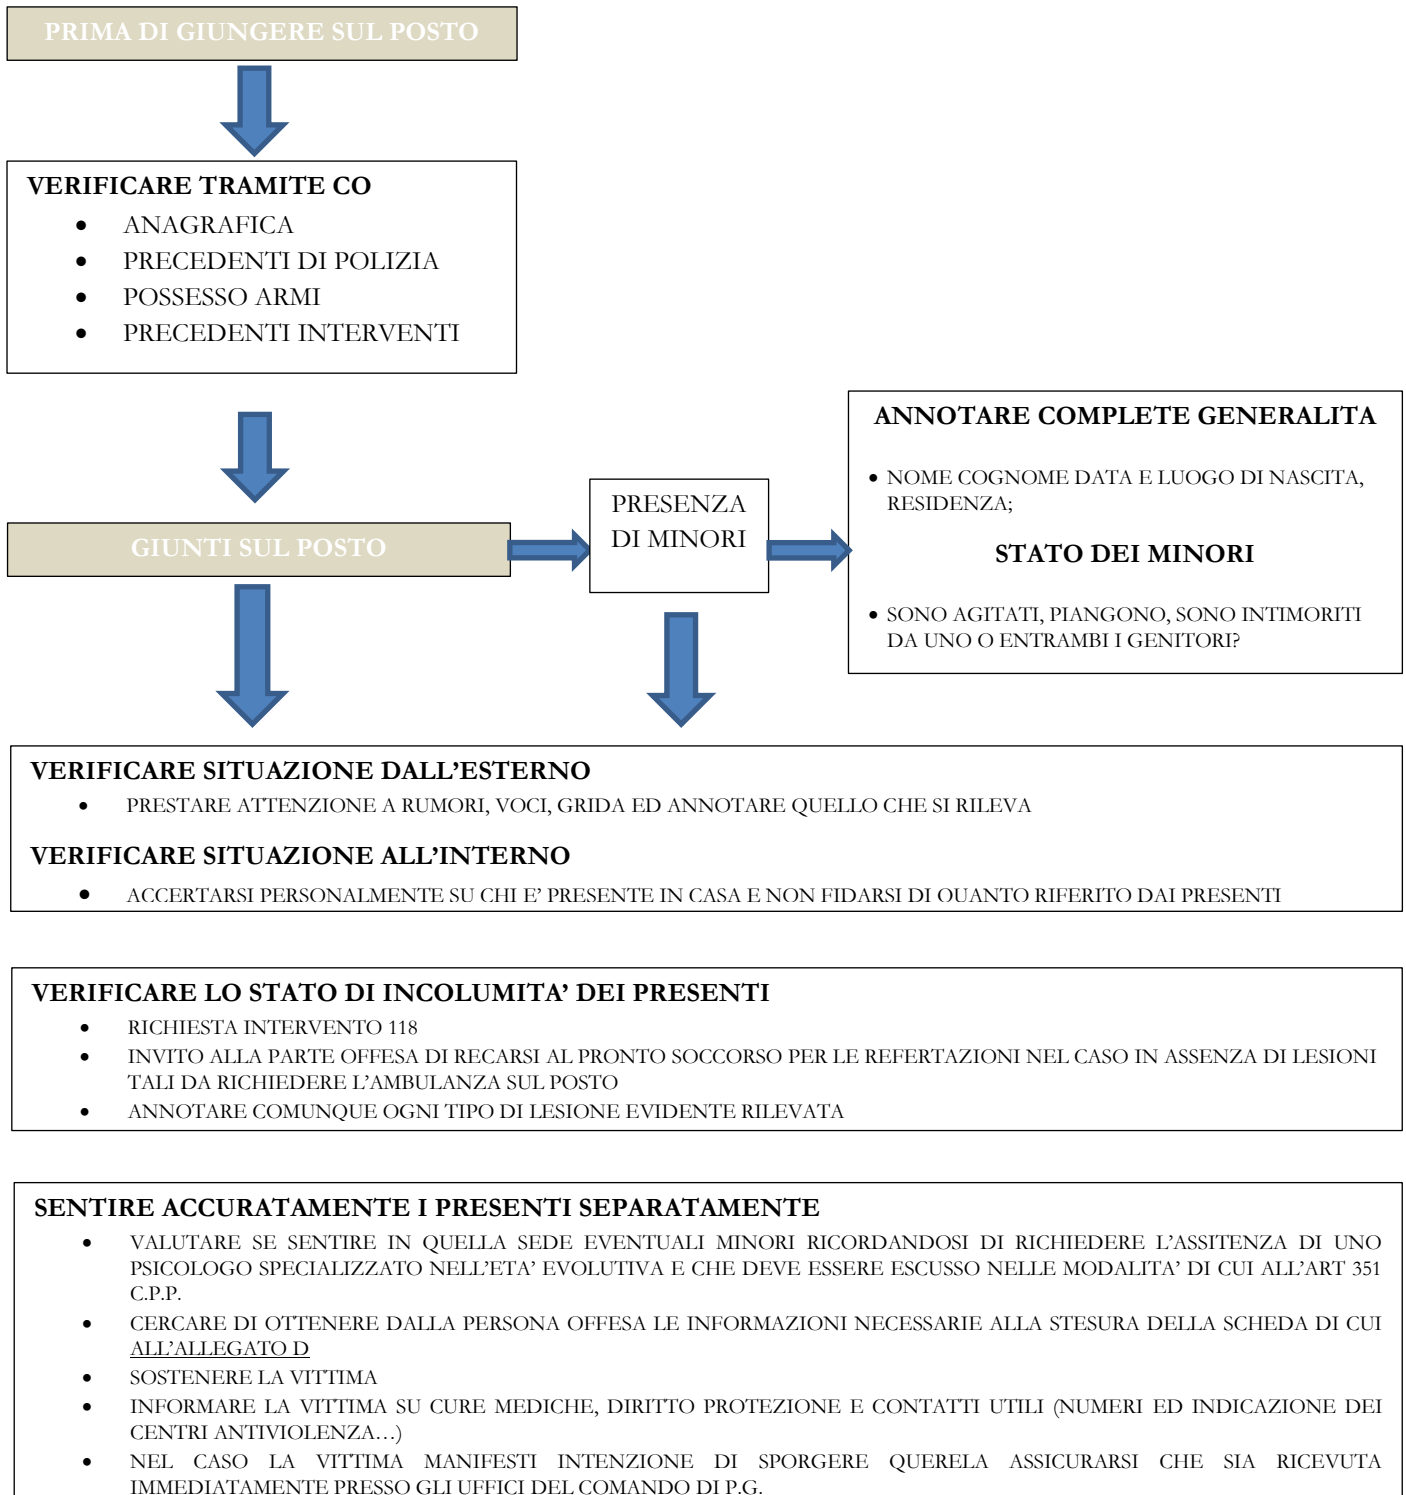 PRIMA DI GIUNGERE SUL POSTO
VERIFICARE TRAMITE CO
• ANAGRAFICA
• PRECEDENTI DI POLIZIA
• POSSESSO ARMI
• PRECEDENTI INTERVENTI
GIUNTI SUL POSTO
PRESENZA
DI MINORI
ANNOTARE COMPLETE GENERALITA
• NOME COGNOME DATA E LUOGO DI NASCITA,
RESIDENZA;
STATO DEI MINORI
• SONO AGITATI, PIANGONO, SONO INTIMORITI
DA UNO O ENTRAMBI I GENITORI?
VERIFICARE SITUAZIONE DALL’ESTERNO
• PRESTARE ATTENZIONE A RUMORI, VOCI, GRIDA ED ANNOTARE QUELLO CHE SI RILEVA
VERIFICARE SITUAZIONE ALL’INTERNO
• ACCERTARSI PERSONALMENTE SU CHI E’ PRESENTE IN CASA E NON FIDARSI DI QUANTO RIFERITO DAI PRESENTI
VERIFICARE LO STATO DI INCOLUMITA’ DEI PRESENTI
• RICHIESTA INTERVENTO 118
• INVITO ALLA PARTE OFFESA DI RECARSI AL PRONTO SOCCORSO PER LE REFERTAZIONI NEL CASO IN ASSENZA DI LESIONI
TALI DA RICHIEDERE L’AMBULANZA SUL POSTO
• ANNOTARE COMUNQUE OGNI TIPO DI LESIONE EVIDENTE RILEVATA
SENTIRE ACCURATAMENTE I PRESENTI SEPARATAMENTE
• VALUTARE SE SENTIRE IN QUELLA SEDE EVENTUALI MINORI RICORDANDOSI DI RICHIEDERE L’ASSITENZA DI UNO
PSICOLOGO SPECIALIZZATO NELL’ETA’ EVOLUTIVA E CHE DEVE ESSERE ESCUSSO NELLE MODALITA’ DI CUI ALL’ART 351
C.P.P.
• CERCARE DI OTTENERE DALLA PERSONA OFFESA LE INFORMAZIONI NECESSARIE ALLA STESURA DELLA SCHEDA DI CUI
ALL’ALLEGATO D
• SOSTENERE LA VITTIMA
• INFORMARE LA VITTIMA SU CURE MEDICHE, DIRITTO PROTEZIONE E CONTATTI UTILI (NUMERI ED INDICAZIONE DEI
CENTRI ANTIVIOLENZA…)
• NEL CASO LA VITTIMA MANIFESTI INTENZIONE DI SPORGERE QUERELA ASSICURARSI CHE SIA RICEVUTA
IMMEDIATAMENTE PRESSO GLI UFFICI DEL COMANDO DI P.G.